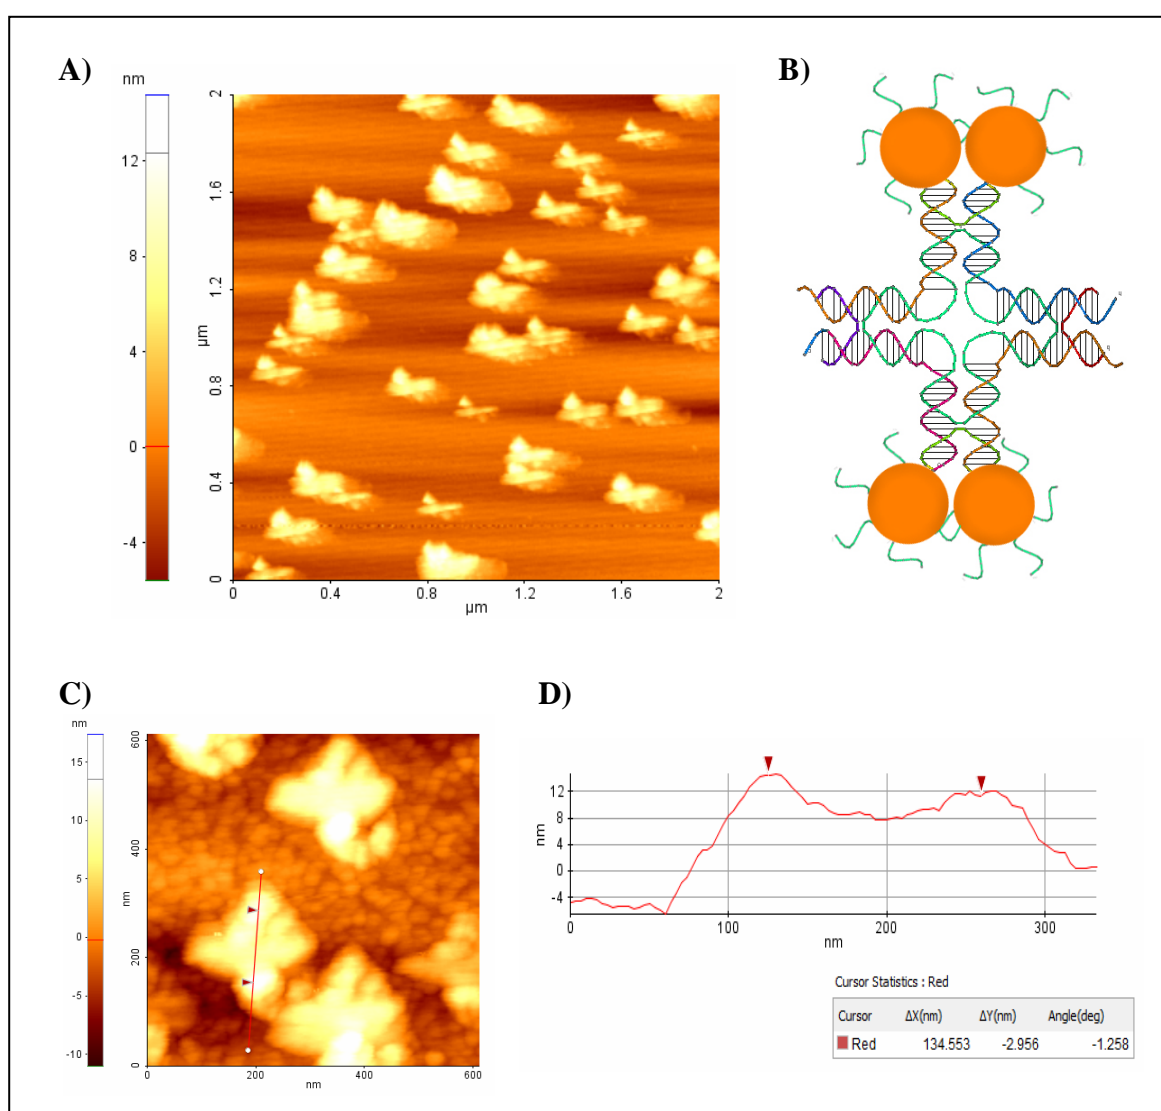 A)
B)
nm
12
8
4
0
-4
2
1.6
1.2
0.8
0.4
0
µm
0 0.4 0.8 1.2 1.6 2
µm
C)
D)
nm
15
10
5
0
-5
-10
600
400
200
0
nm
0 200 400 600
nm
12
8
4
0
-4
nm
0 100 200 300
nm
Cursor Statistics : Red
Cursor ΔX(nm) ΔY(nm) Angle(deg)
Red 134.553 -2.956 -1.258